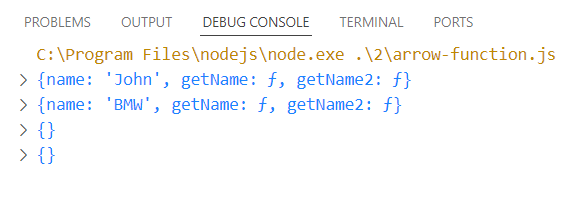 PROBLEMS OUTPUT DEBUG CONSOLE TERMINAL PORTS
C:\Program Files\nodejs\node.exe .\2\arrow-function.js
> {name: 'John', getName: ƒ, getName2: ƒ}
> {name: 'BMW', getName: ƒ, getName2: ƒ}
> {}
> {}